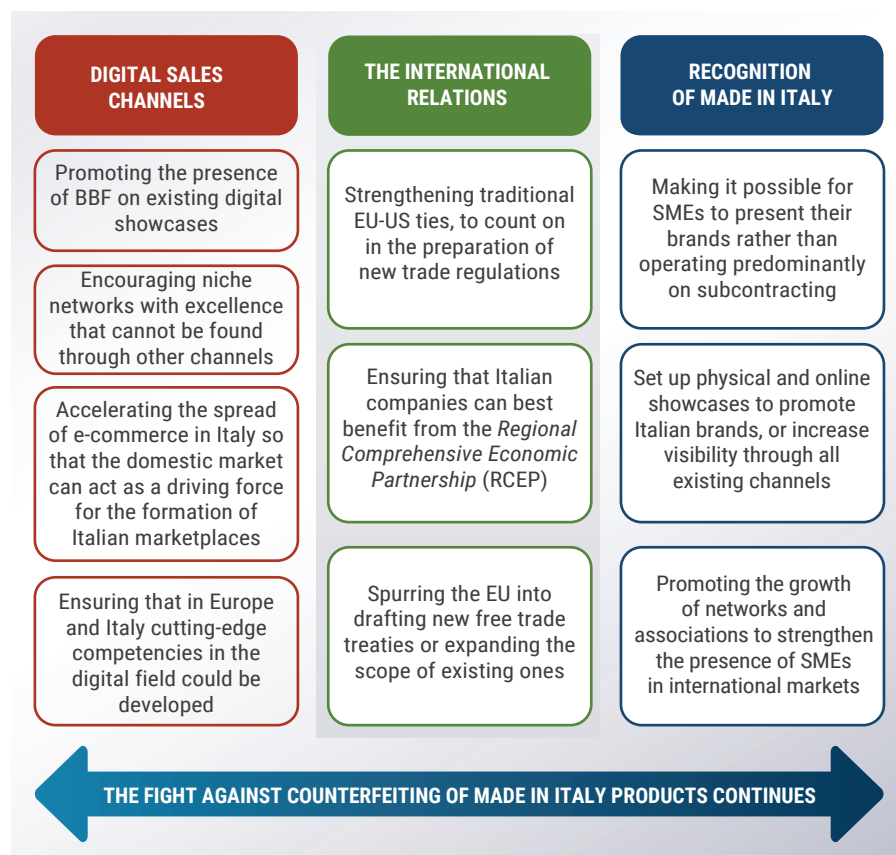 DIGITAL SALES
CHANNELS
Promoting the presence
of BBF on existing digital
showcases
Encouraging niche
networks with excellence
that cannot be found
through other channels
Accelerating the spread
of e-commerce in Italy so
that the domestic market
can act as a driving force
for the formation of
Italian marketplaces
Ensuring that in Europe
and Italy cutting-edge
competencies in the
digital field could be
developed
THE INTERNATIONAL
RELATIONS
Strengthening traditional
EU-US ties, to count on
in the preparation of
new trade regulations
Ensuring that Italian
companies can best
benefit from the Regional
Comprehensive Economic
Partnership (RCEP)
Spurring the EU into
drafting new free trade
treaties or expanding the
scope of existing ones
RECOGNITION
OF MADE IN ITALY
Making it possible for
SMEs to present their
brands rather than
operating predominantly
on subcontracting
Set up physical and online
showcases to promote
Italian brands, or increase
visibility through all
existing channels
Promoting the growth
of networks and
associations to strengthen
the presence of SMEs
in international markets
THE FIGHT AGAINST COUNTERFEITING OF MADE IN ITALY PRODUCTS CONTINUES